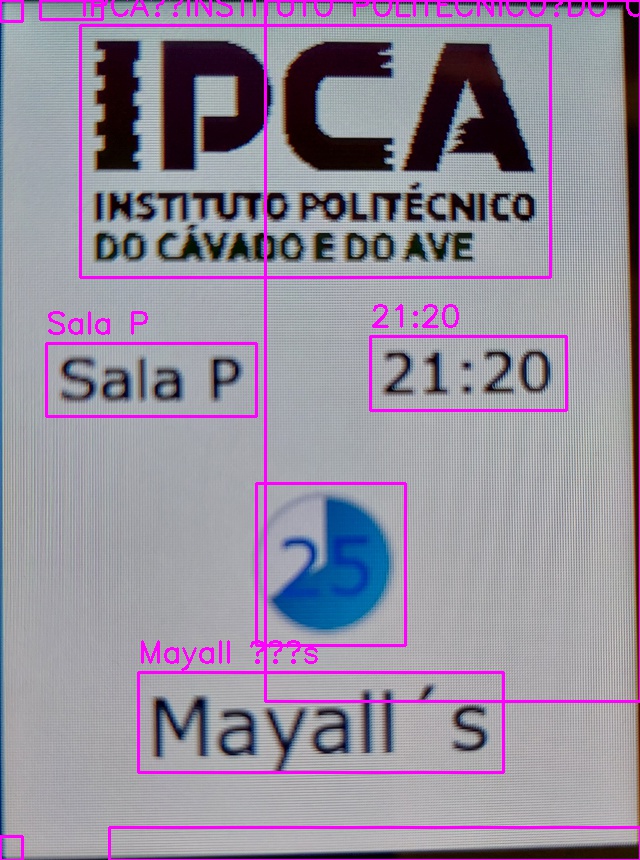 IPCA??INSTITUTO POLITECNICO?DO C
IPCA
INSTITUTO POLITÉCNICO
DO CÁVADO E DO AVE
Sala P 21:20
Sala P 21:20
25
Mayall ???s
Mayall´s